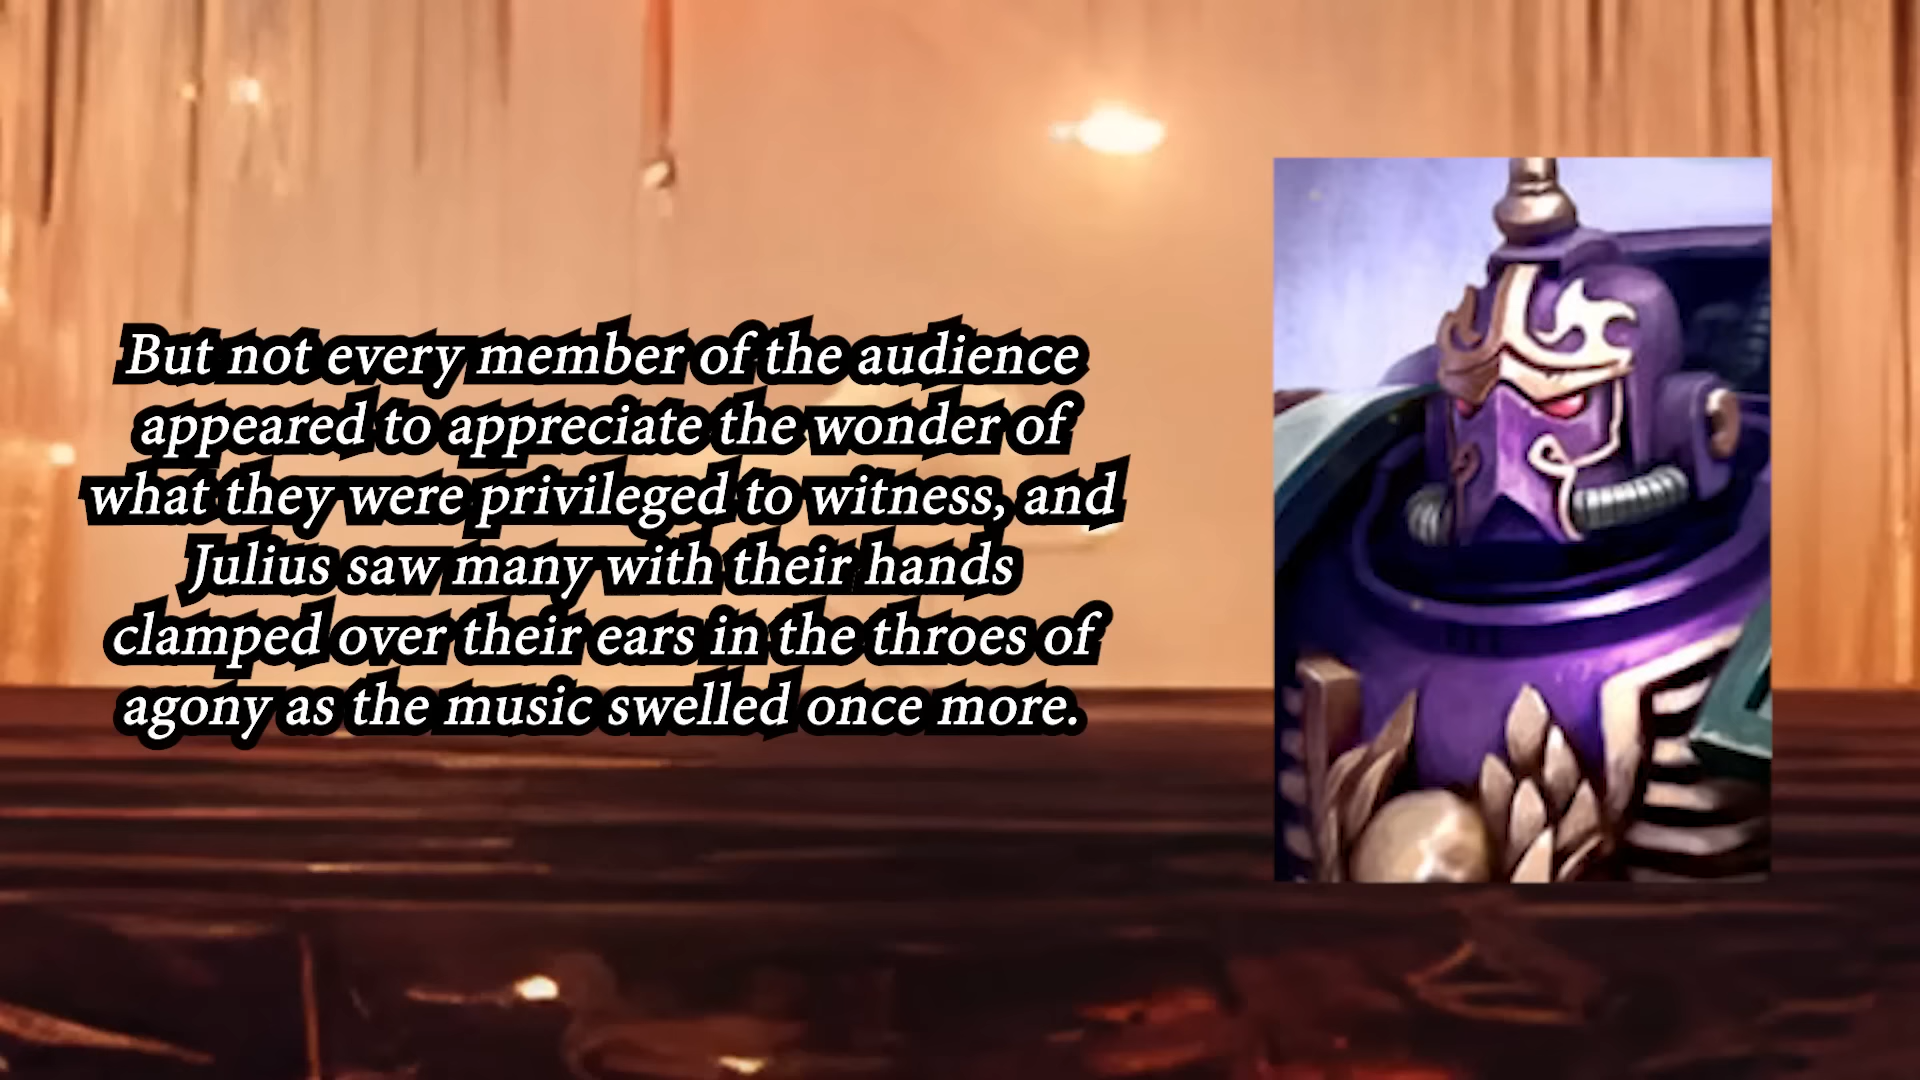 But not every member of the audience
appeared to appreciate the wonder of
what they were privileged to witness, and
Julius saw many with their hands
clamped over their ears in the throes of
agony as the music swelled once more.